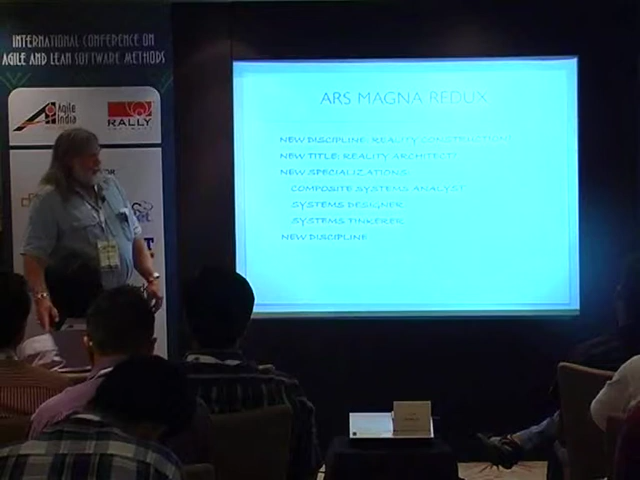 INTERNATIONAL CONFERENCE ON
AGILE AND LEAN SOFTWARE METHODS
Agile
India
RALLY
ARS MAGNA REDUX
NEW DISCIPLINE: REALITY CONSTRUCTION!
NEW TITLE: REALITY ARCHITECT!
NEW SPECIALIZATIONS:
COMPOSITE SYSTEMS ANALYST
SYSTEMS DESIGNER
SYSTEMS TINKERER
NEW DISCIPLINE